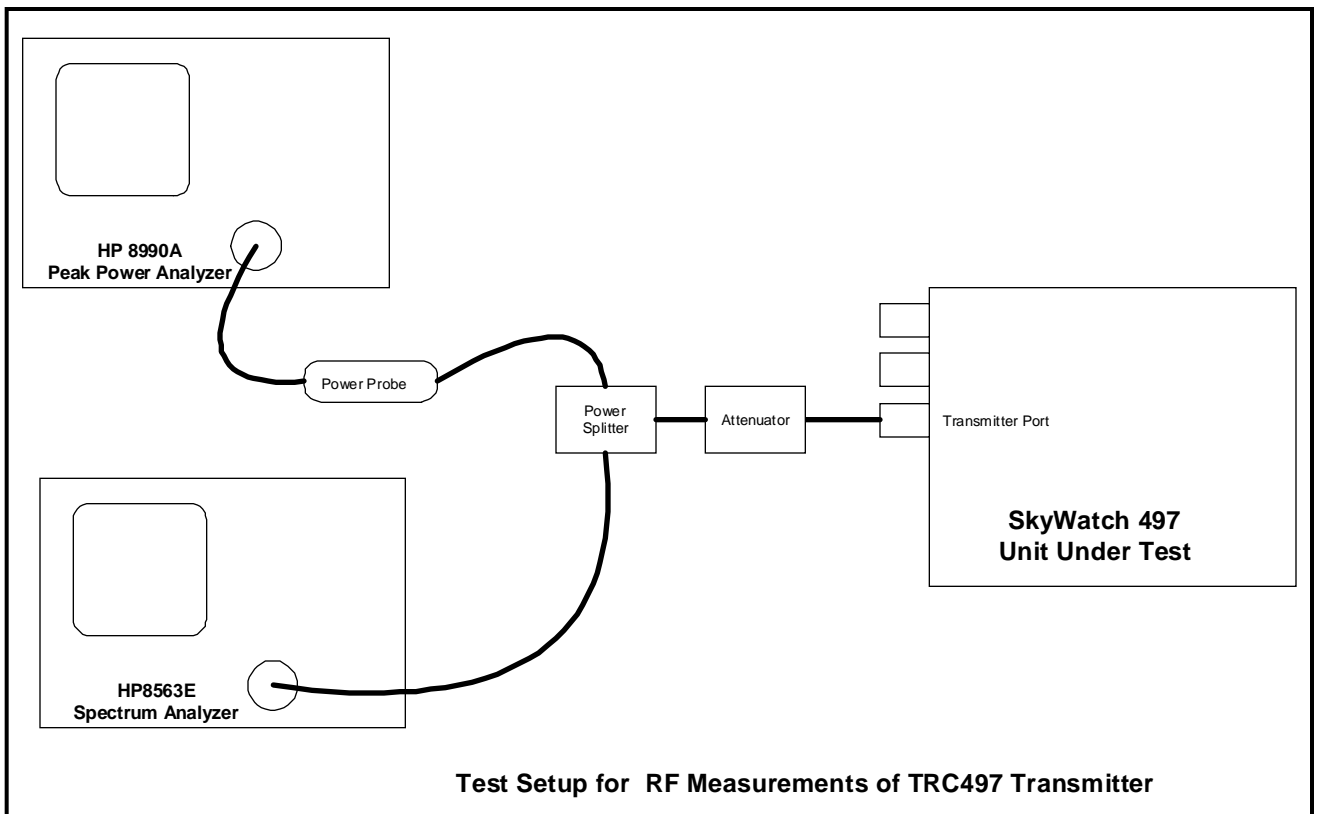 HP 8990A
Peak Power Analyzer
Power Probe
Power
Splitter
Attenuator
Transmitter Port
SkyWatch 497
Unit Under Test
HP8563E
Spectrum Analyzer
Test Setup for RF Measurements of TRC497 Transmitter